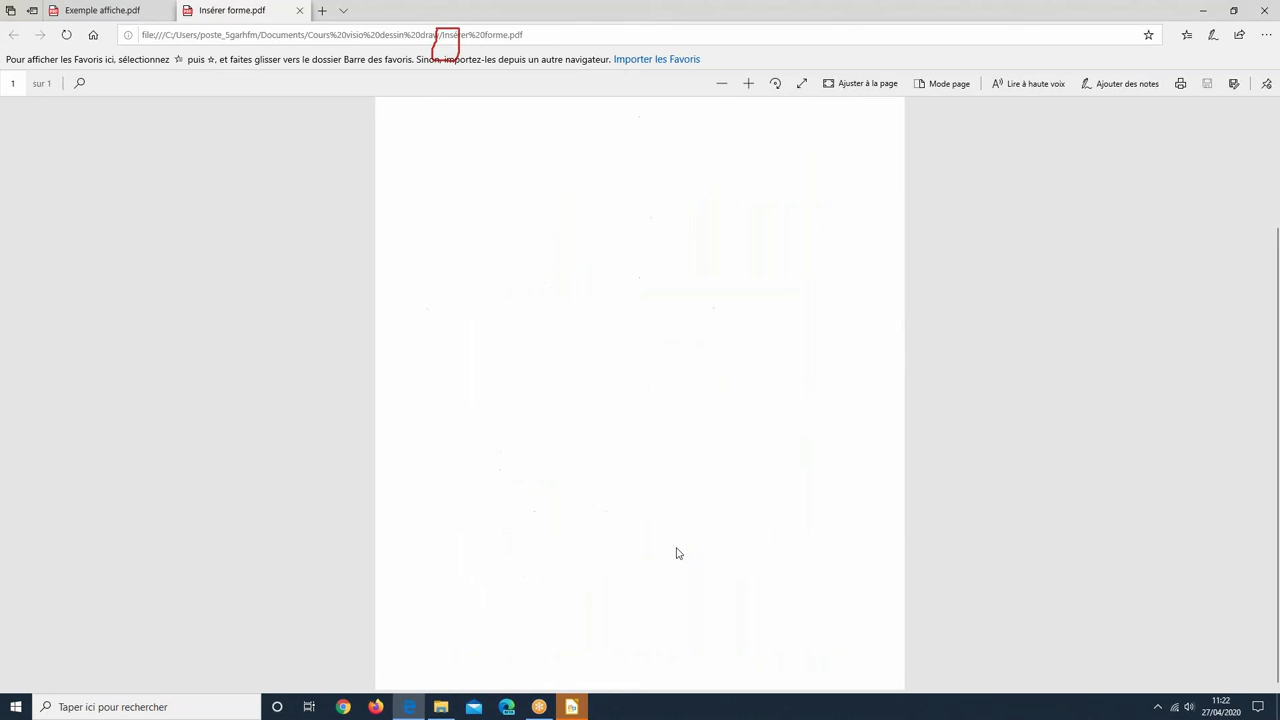 Exemple affiche.pdf
Insérer forme.pdf
file:///C:/Users/poste_5garhfm/Documents/Cours%20visio%20dessin%20draw/Insérer%20forme.pdf
Pour afficher les Favoris ici, sélectionnez puis ☆, et faites glisser vers le dossier Barre des favoris. Sinon, importez-les depuis un autre navigateur. Importer les Favoris
1 sur 1
Ajuster à la page
Mode page
Lire à haute voix
Ajouter des notes
Taper ici pour rechercher
11:22
27/04/2020